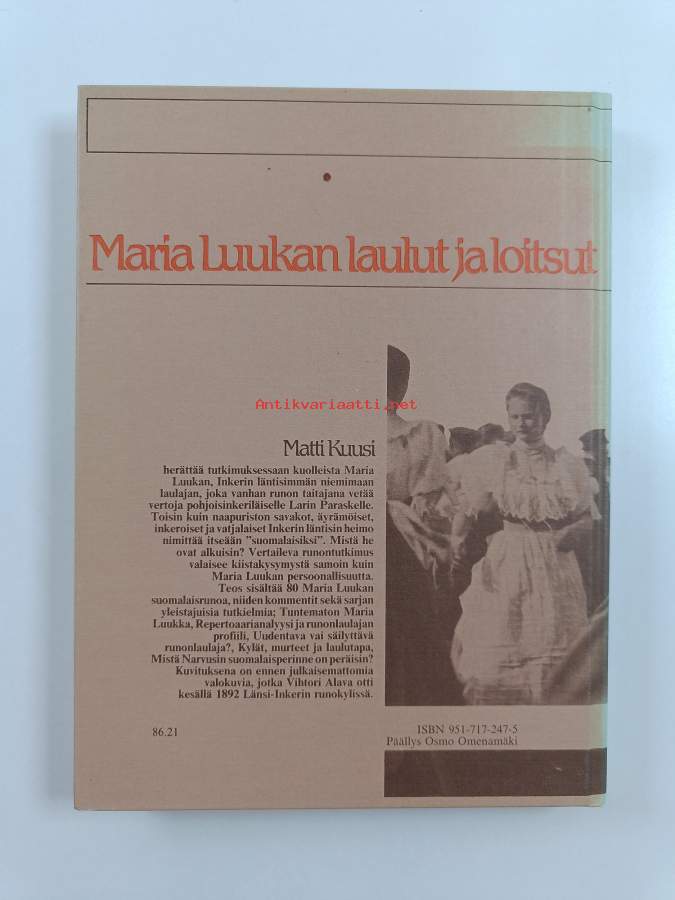 Maria Luukan laulut ja loitsut
Antikvariaatti.net
Matti Kuusi
herättää tutkimuksessaan kuolleista Maria
Luukan, Inkerin läntisimmän niemimaan
laulajan, joka vanhan runon taitajana vetää
vertoja pohjoisinkeriläiselle Larin Paraskelle.
Toisin kuin naapuriston savakot, äyrämöiset,
inkeroiset ja vatjalaiset Inkerin läntisin heimo
nimittää itseään ”suomalaisiksi”. Mistä he
ovat alkuisin? Vertaileva runontutkimus
valaisee kiistakysymystä samoin kuin
Maria Luukan persoonallisuutta.
Teos sisältää 80 Maria Luukan
suomalaisrunoa, niiden kommentit sekä sarjan
yleistajuisia tutkielmia; Tuntematon Maria
Luukka, Repertoaarianalyysi ja runonlaulajan
profiili, Uudentava vai säilyttävä
runonlaulaja?, Kylät, murteet ja laulutapa,
Mistä Narvusin suomalaisperinne on peräisin?
Kuvituksena on ennen julkaisemattomia
valokuvia, jotka Vihtori Alava otti
kesällä 1892 Länsi-Inkerin runokylissä.
86.21
ISBN 951-717-247-5
Päällys Osmo Omenamäki